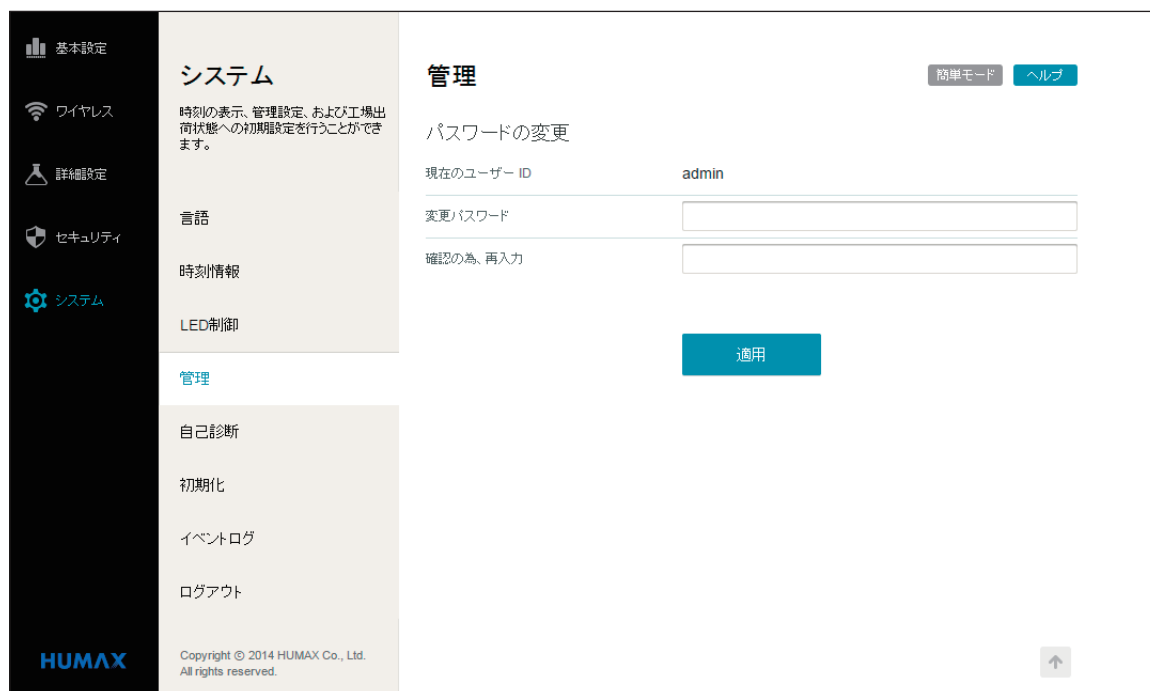 基本設定
ワイヤレス
詳細設定
セキュリティ
システム
HUMAX
システム
時刻の表示、管理設定、および工場出
荷状態への初期設定を行うことができ
ます。
言語
時刻情報
LED制御
管理
自己診断
初期化
イベントログ
ログアウト
Copyright © 2014 HUMAX Co., Ltd.
All rights reserved.
管理
簡単モード
ヘルプ
パスワードの変更
現在のユーザー ID
admin
変更パスワード
確認の為、再入力
適用